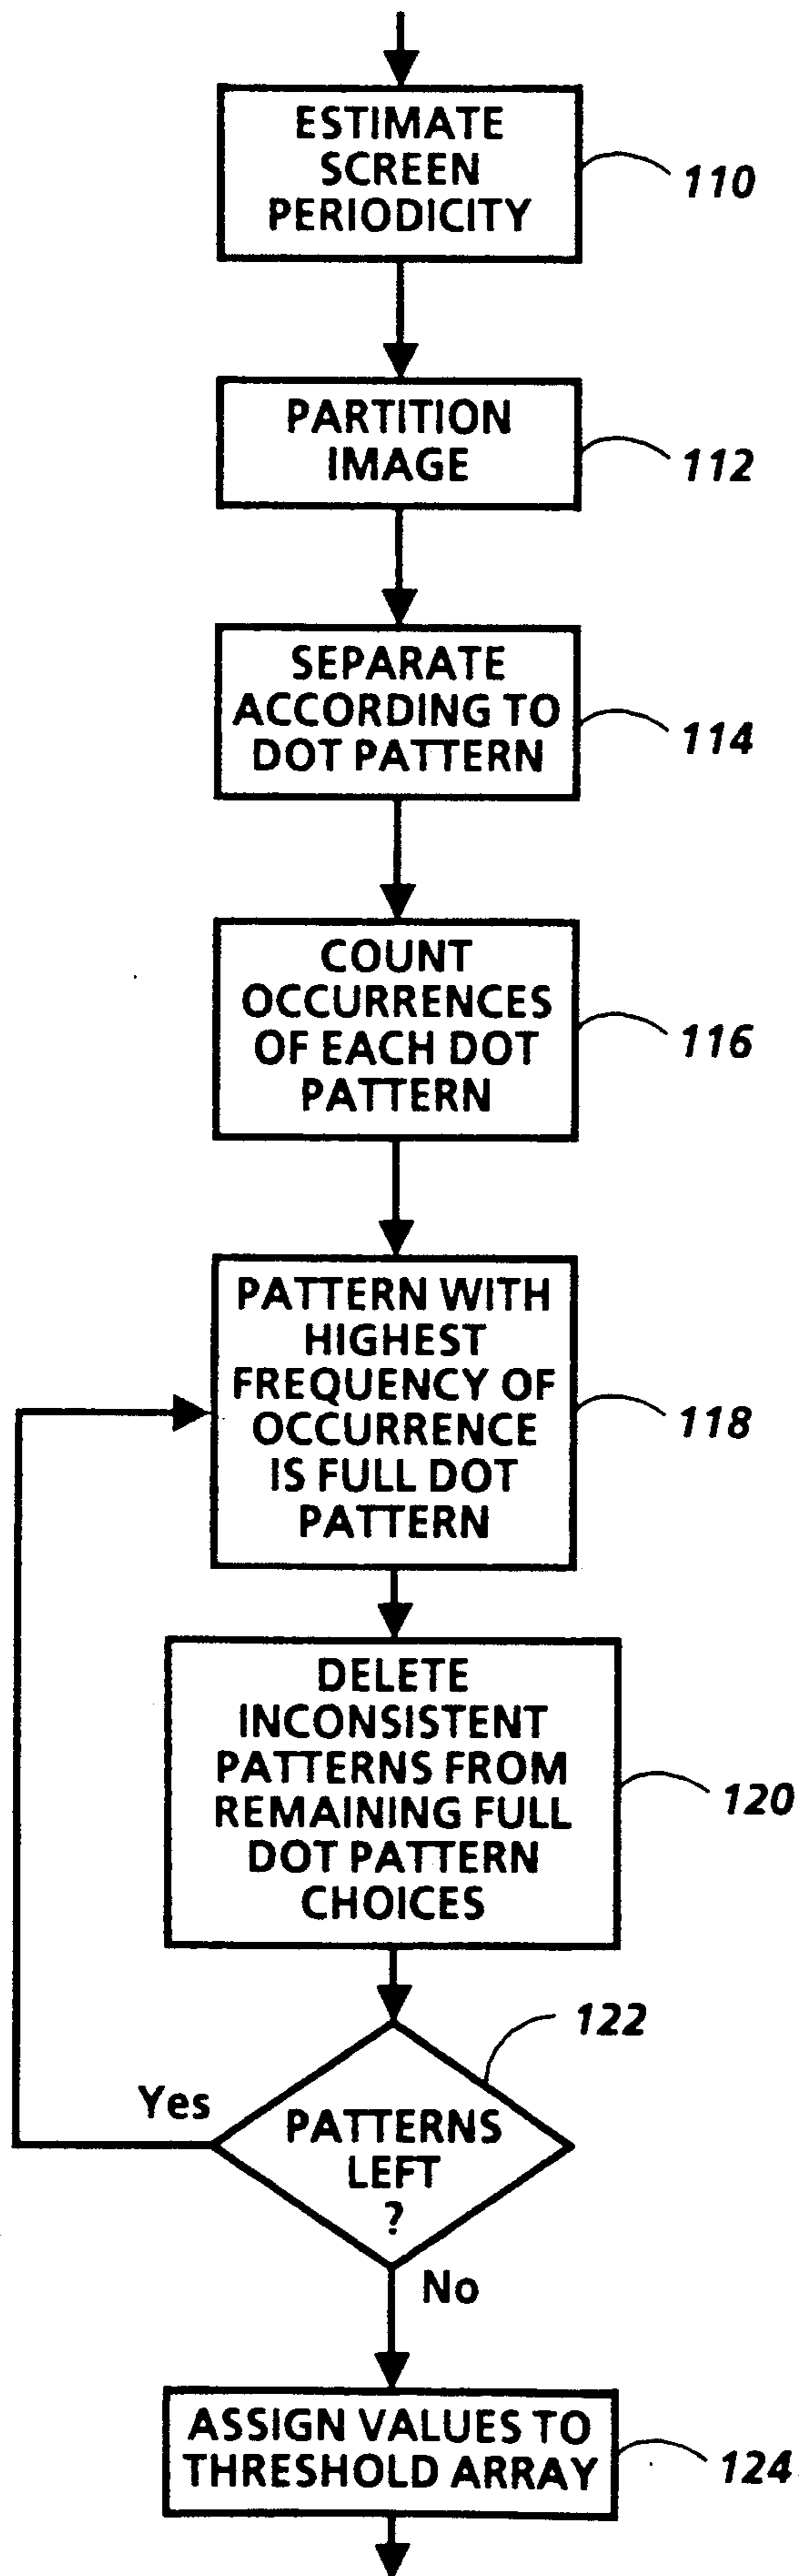 ESTIMATE
SCREEN
PERIODICITY
110
PARTITION
IMAGE
112
SEPARATE
ACCORDING TO
DOT PATTERN
114
COUNT
OCCURRENCES
OF EACH DOT
PATTERN
116
PATTERN WITH
HIGHEST
FREQUENCY OF
OCCURRENCE
IS FULL DOT
PATTERN
118
DELETE
INCONSISTENT
PATTERNS FROM
REMAINING FULL
DOT PATTERN
CHOICES
120
122
Yes
PATTERNS
LEFT
?
No
ASSIGN VALUES TO
THRESHOLD ARRAY
124